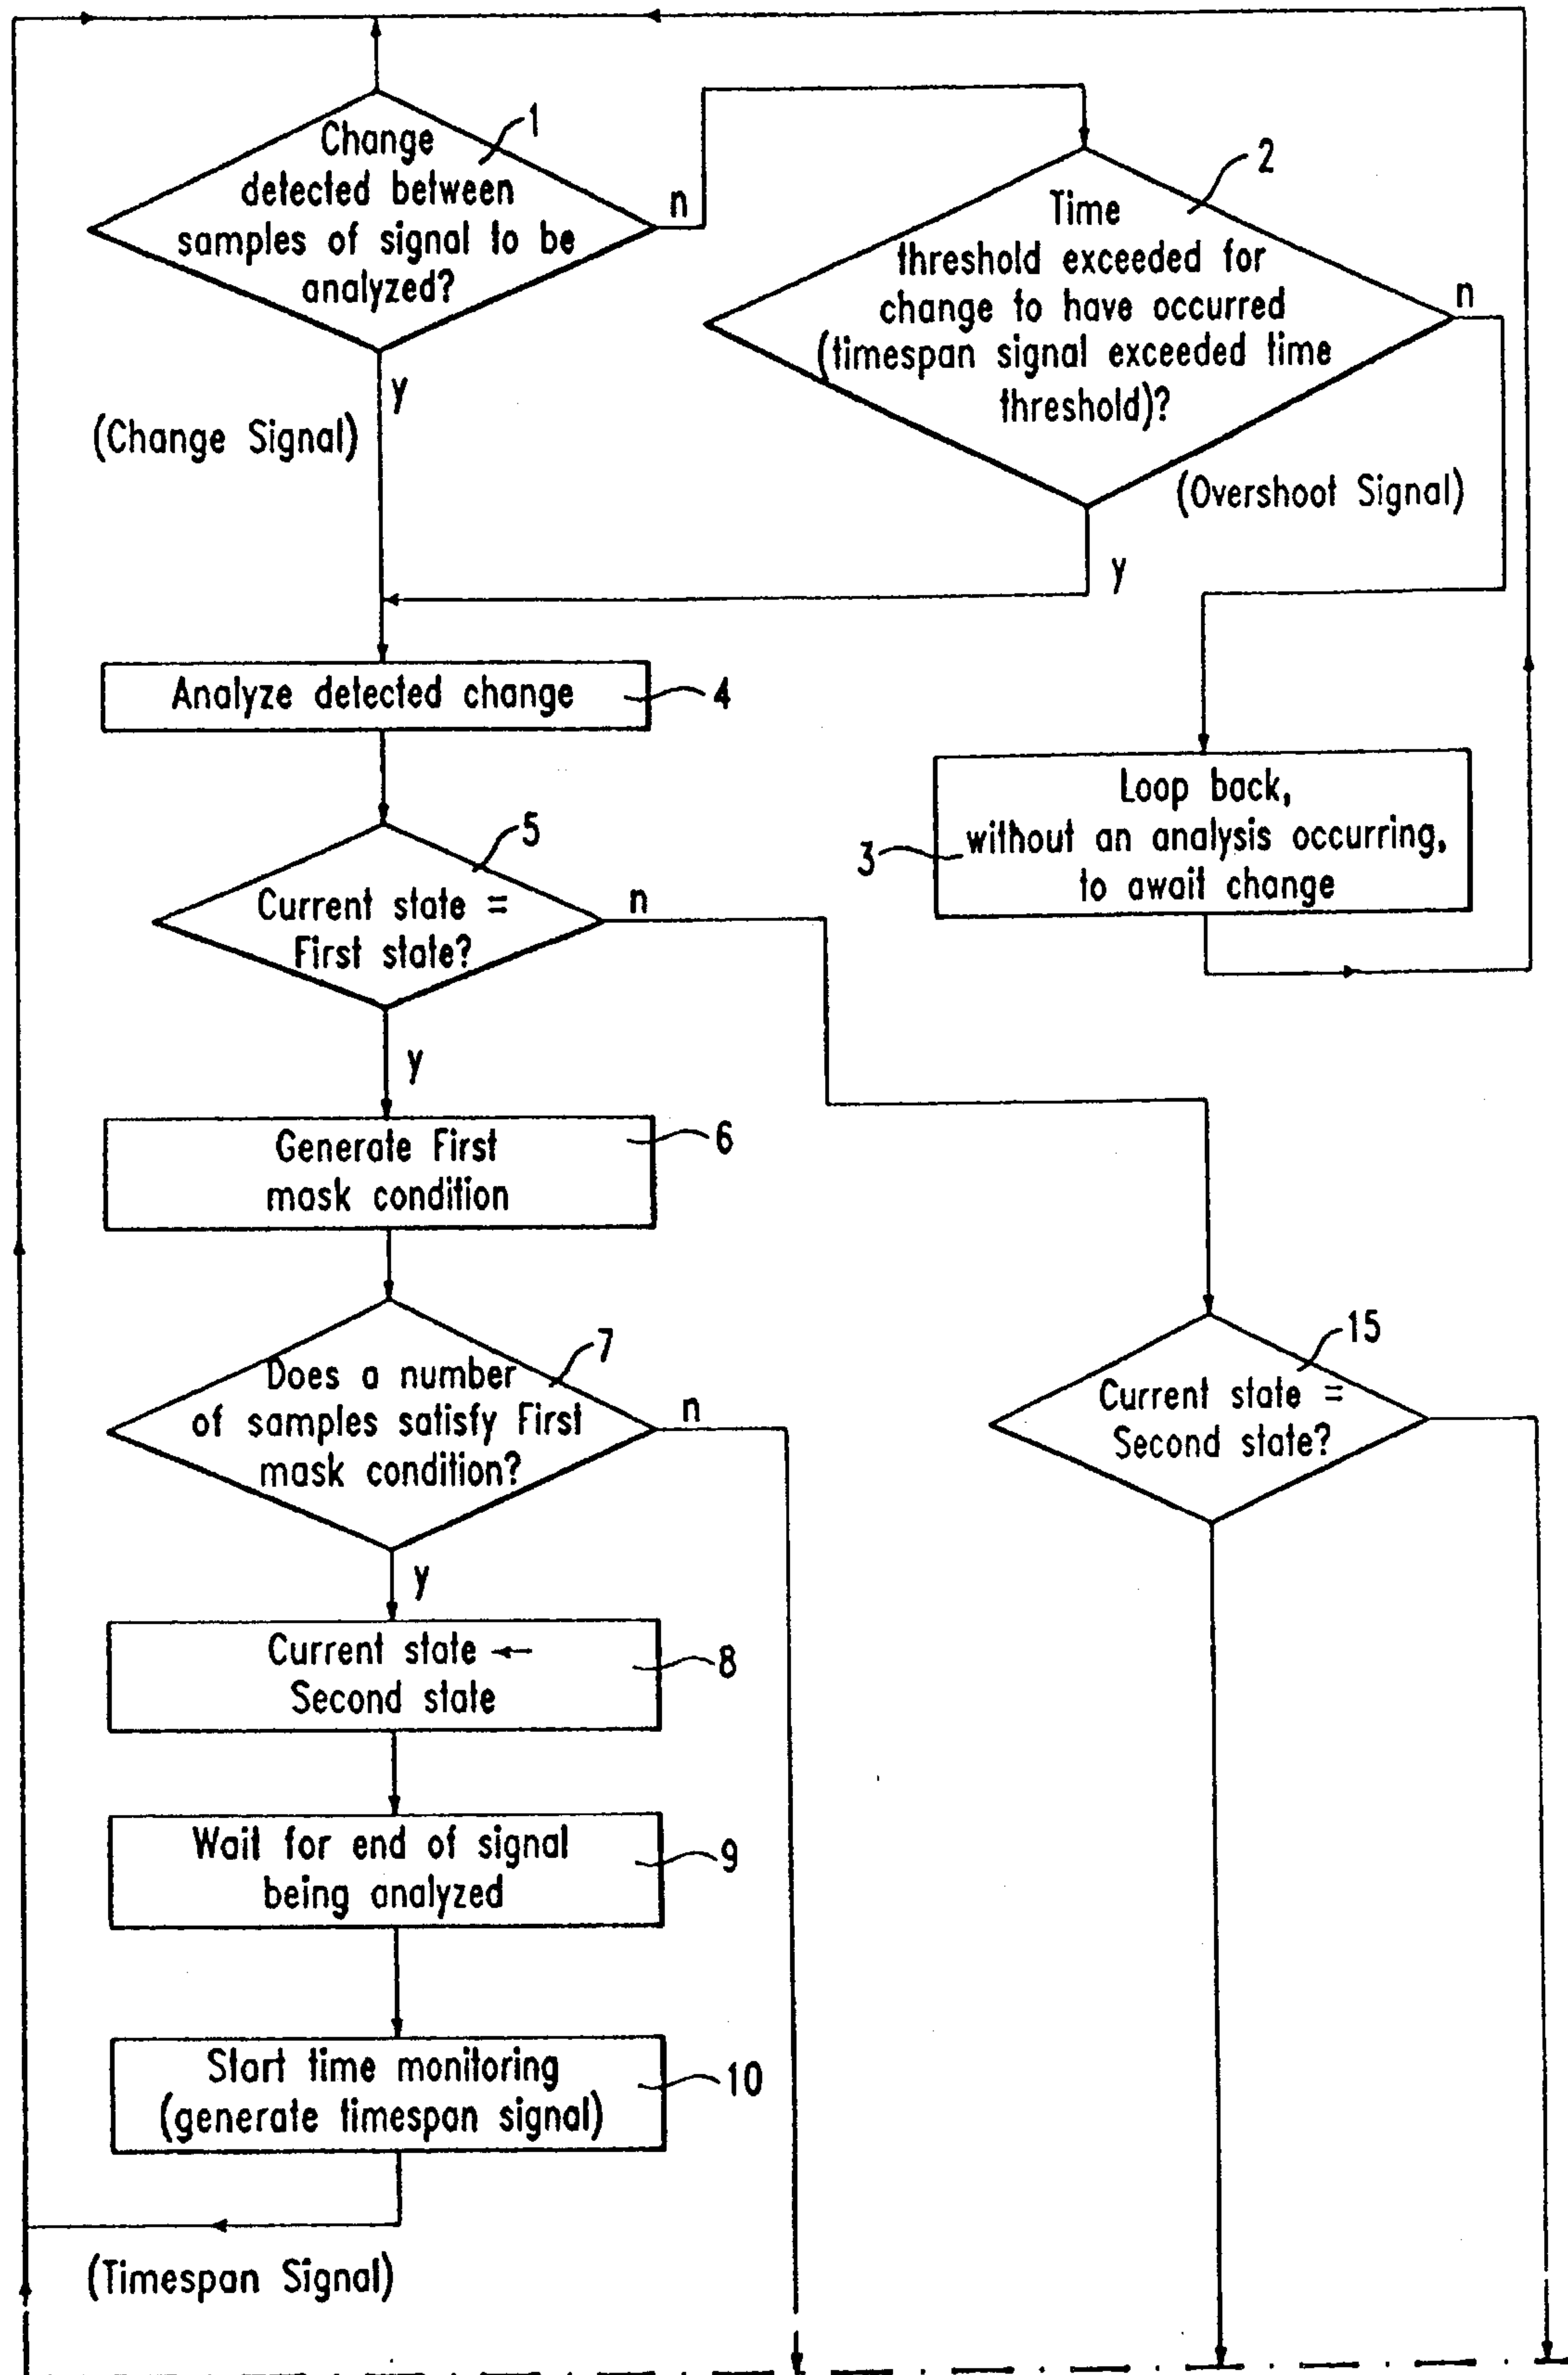 1
Change
detected between
samples of signal to be
analyzed?
n
y
(Change Signal)
2
Time
threshold exceeded for
change to have occurred
(timespan signal exceeded time
threshold)?
n
(Overshoot Signal)
y
Analyze detected change
4
Loop back,
without an analysis occurring,
to await change
3
5
Current state =
First state?
n
y
Generate First
mask condition
6
7
Does a number
of samples satisfy First
mask condition?
n
y
15
Current state =
Second state?
Current state ←
Second state
8
Wait for end of signal
being analyzed
9
Start time monitoring
(generate timespan signal)
10
(Timespan Signal)